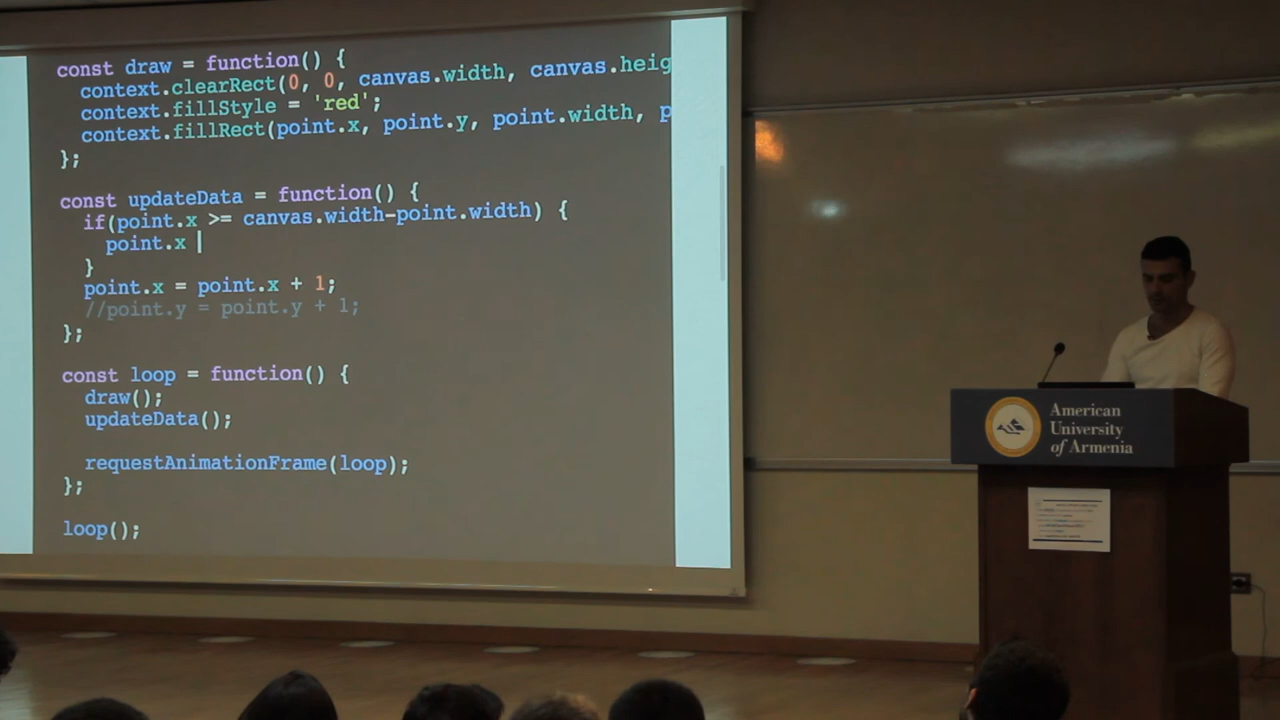 const draw = function() {
context.clearRect(0, 0, canvas.width, canvas.heig
context.fillStyle = 'red';
context.fillRect(point.x, point.y, point.width, p
};
const updateData = function() {
if(point.x >= canvas.width-point.width) {
point.x
}
point.x = point.x + 1;
//point.y = point.y + 1;
};
const loop = function() {
draw();
updateData();
requestAnimationFrame(loop);
};
loop();
American
University
of Armenia